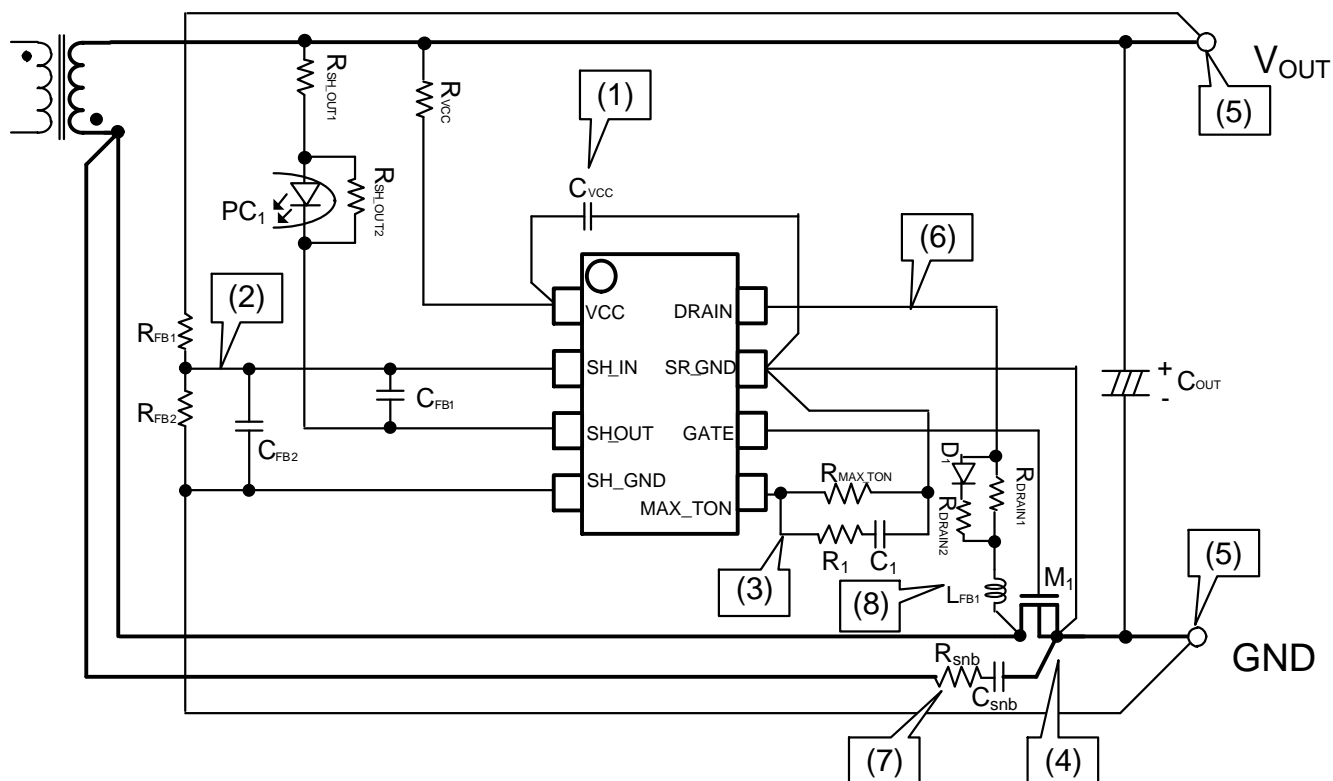 VOUT
(5)
RSH_OUT1
RVCC
(1)
CVCC
RSH_OUT2
PC1
(6)
(2)
VCC
DRAIN
RFB1
SH_IN
SR_GND
+
COUT
-
CFB1
RFB2
SH_OUT
GATE
CFB2
D1
RDRAIN1
SH_GND
RMAX_TON
MAX_TON
RDRAIN2
R1
C1
(3)
(8)
LFB1
M1
(5)
GND
Rsnb
Csnb
(7)
(4)